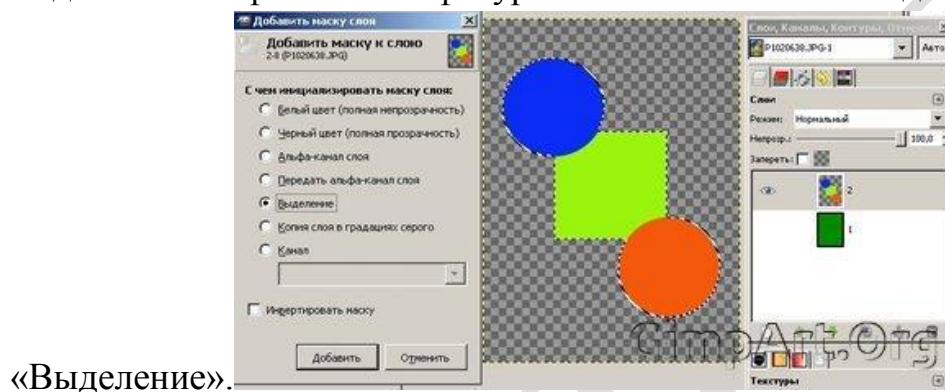 Добавить маску слоя
Добавить маску к слою
2-8 (P1020638.JPG)
С чем инициализировать маску слоя:
Белый цвет (полная непрозрачность)
Черный цвет (полная прозрачность)
Альфа-канал слоя
Передать альфа-канал слоя
Выделение
Копия слоя в градациях серого
Канал
Инвертировать маску
Добавить
Отменить
Слои, Каналы, Контуры,
P1020638.JPG-1
Авто
Слои
Режим: Нормальный
Непрозр.: 100,0
Запереть:
2
1
GimpArt.Org
Текстуры
«Выделение».